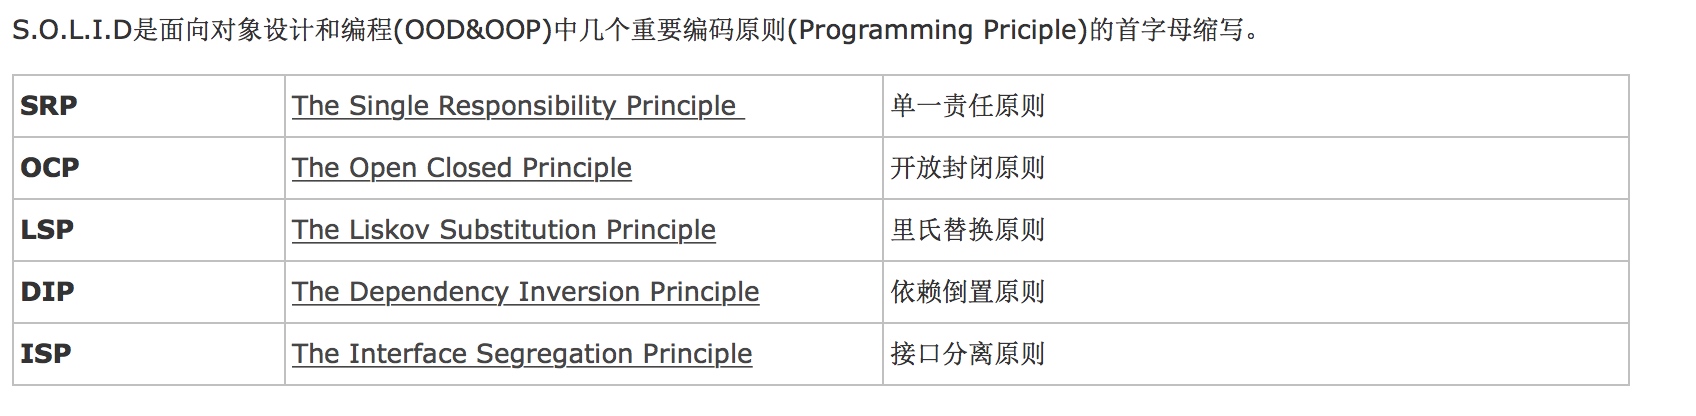 S.O.L.I.D是面向对象设计和编程(OOD&OOP)中几个重要编码原则(Programming Priciple)的首字母缩写。
SRP The Single Responsibility Principle 单一责任原则
OCP The Open Closed Principle 开放封闭原则
LSP The Liskov Substitution Principle 里氏替换原则
DIP The Dependency Inversion Principle 依赖倒置原则
ISP The Interface Segregation Principle 接口分离原则